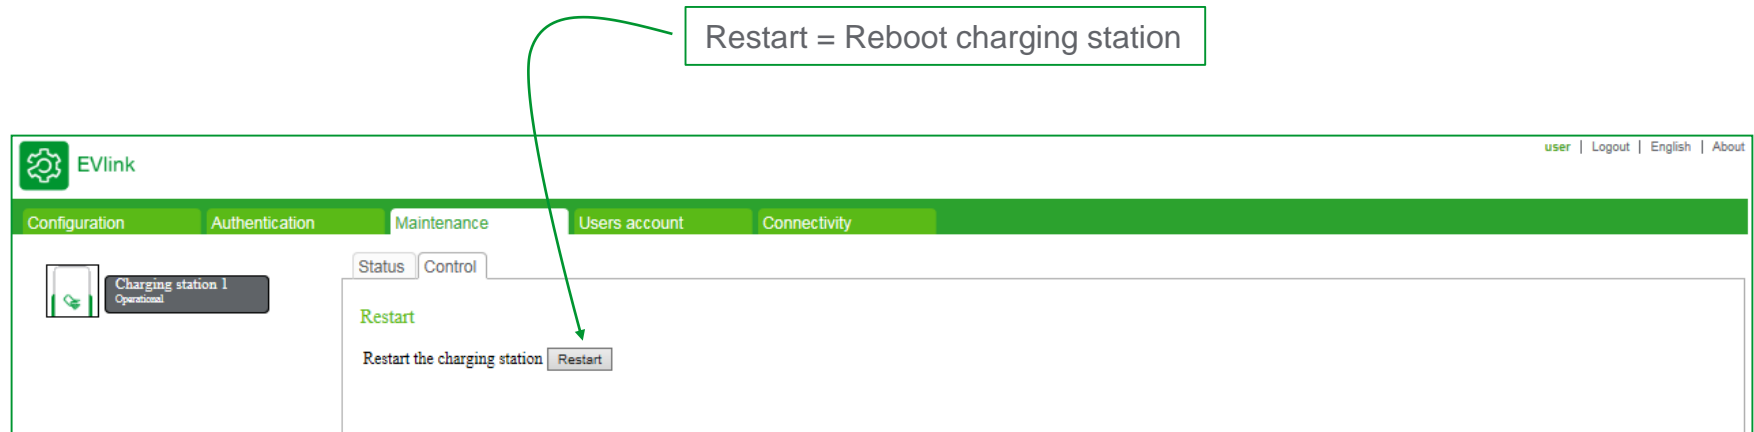 Restart = Reboot charging station
EVlink
user | Logout | English | About
Configuration Authentication Maintenance Users account Connectivity
Status Control
Charging station 1
Operational
Restart
Restart the charging station Restart